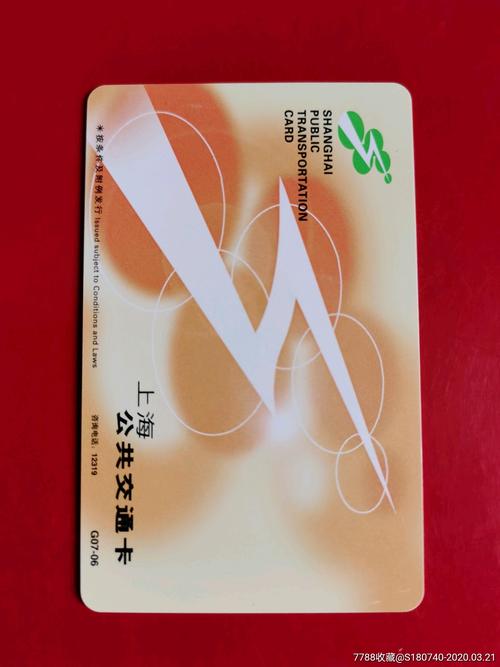 SHANGHAI
PUBLIC
TRANSPORTATION
CARD
上海
公共交通卡
*按条件及附例发行 Issued subject to Conditions and Laws
咨询电话：12319
G07-06
7788收藏@S180740-2020.03.21